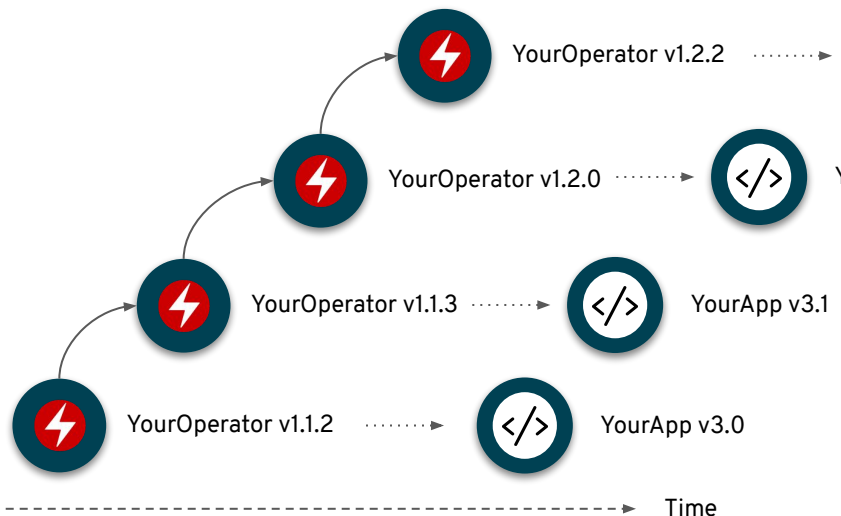 YourOperator v1.2.2
YourOperator v1.2.0
</>
YourOperator v1.1.3
</>
YourApp v3.1
YourOperator v1.1.2
</>
YourApp v3.0
Time